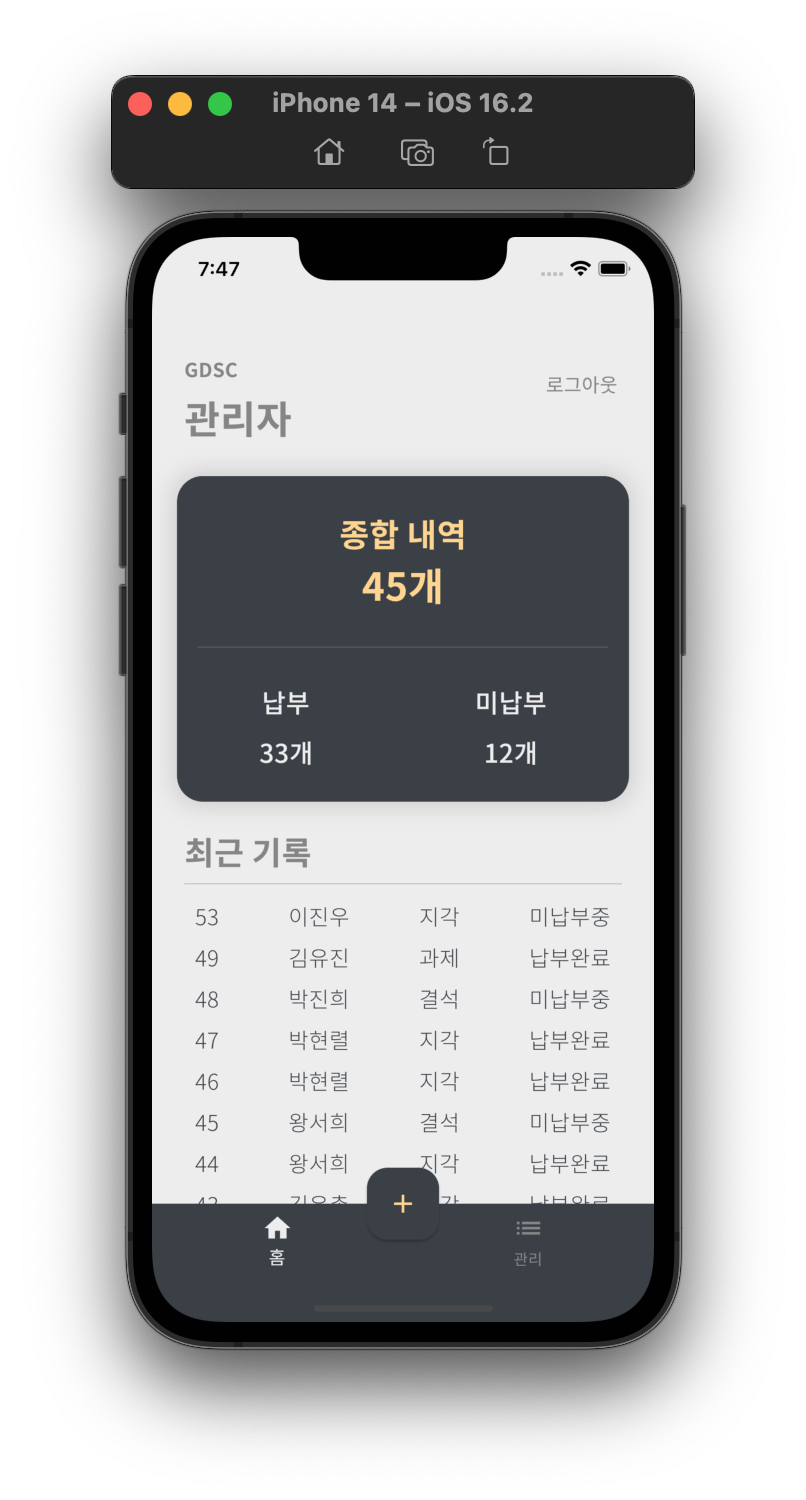 iPhone 14 – iOS 16.2
7:47
GDSC
로그아웃
관리자
종합 내역
45개
납부 미납부
33개 12개
최근 기록
53 이진우 지각 미납부중
49 김유진 과제 납부완료
48 박진희 결석 미납부중
47 박현렬 지각 납부완료
46 박현렬 지각 납부완료
45 왕서희 결석 미납부중
44 왕서희 지각 납부완료
+
홈 관리